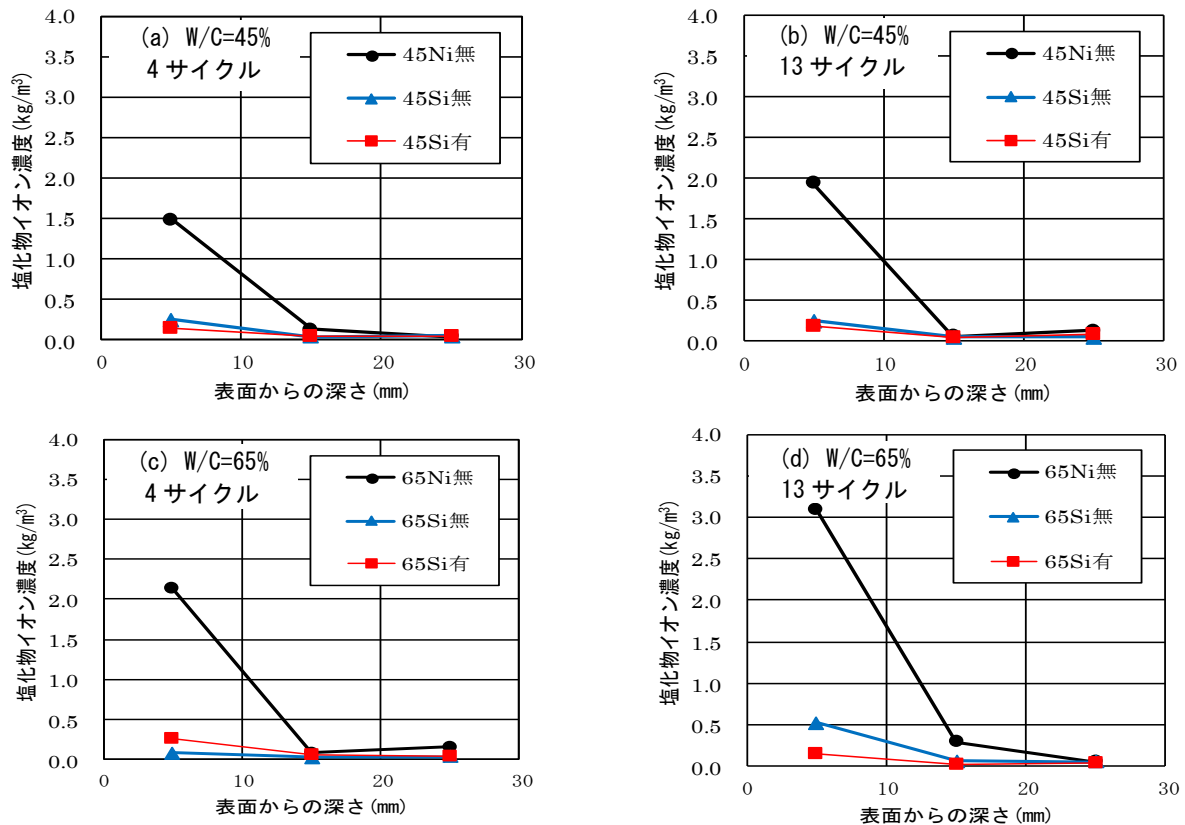 (a) W/C=45%
4 サイクル
45Ni無
45Si無
45Si有
塩化物イオン濃度(kg/m³)
4.0
3.5
3.0
2.5
2.0
1.5
1.0
0.5
0.0
0
10
20
30
表面からの深さ(mm)
(b) W/C=45%
13 サイクル
45Ni無
45Si無
45Si有
塩化物イオン濃度(kg/m³)
4.0
3.5
3.0
2.5
2.0
1.5
1.0
0.5
0.0
0
10
20
30
表面からの深さ(mm)
(c) W/C=65%
4 サイクル
65Ni無
65Si無
65Si有
塩化物イオン濃度(kg/m³)
4.0
3.5
3.0
2.5
2.0
1.5
1.0
0.5
0.0
0
10
20
30
表面からの深さ(mm)
(d) W/C=65%
13 サイクル
65Ni無
65Si無
65Si有
塩化物イオン濃度(kg/m³)
4.0
3.5
3.0
2.5
2.0
1.5
1.0
0.5
0.0
0
10
20
30
表面からの深さ(mm)